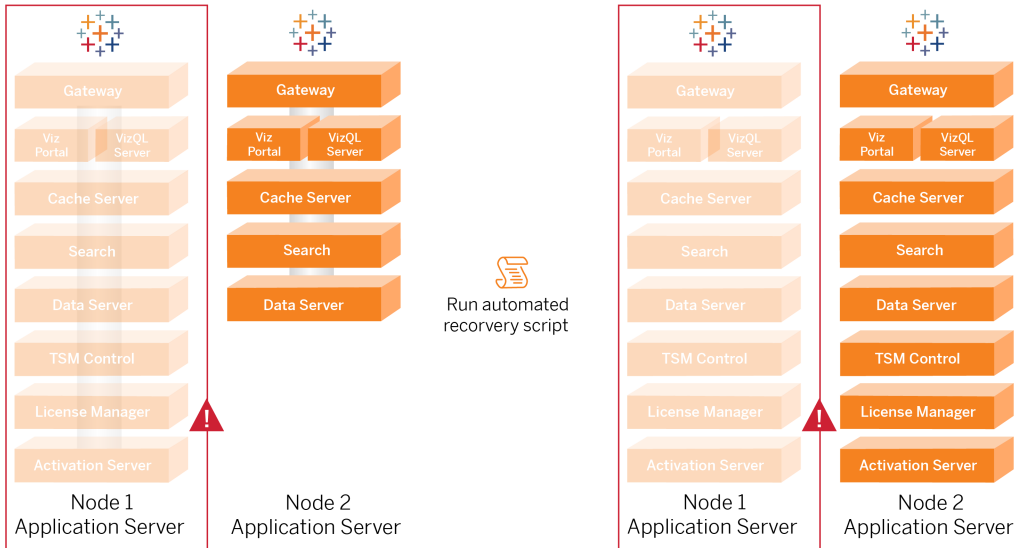 Gateway
Viz
Portal
VizQL
Server
Cache Server
Search
Data Server
TSM Control
License Manager
!
Activation Server
Node 1
Application Server
Gateway
Viz
Portal
VizQL
Server
Cache Server
Search
Data Server
Node 2
Application Server
Run automated
recorvery script
Gateway
Viz
Portal
VizQL
Server
Cache Server
Search
Data Server
TSM Control
License Manager
!
Activation Server
Node 1
Application Server
Gateway
Viz
Portal
VizQL
Server
Cache Server
Search
Data Server
TSM Control
License Manager
Activation Server
Node 2
Application Server